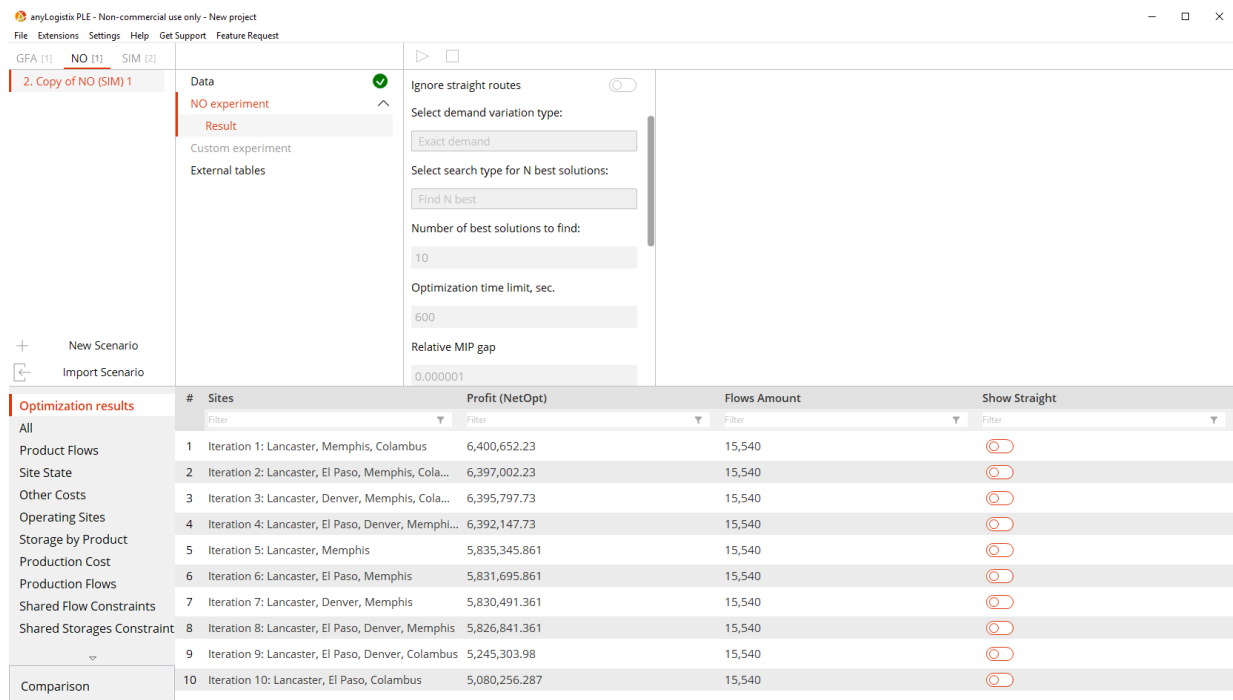 anyLogistix PLE - Non-commercial use only - New project
File Extensions Settings Help Get Support Feature Request
GFA [1] NO [1] SIM [2]
2. Copy of NO (SIM) 1
New Scenario
Import Scenario
Data
NO experiment
Result
Custom experiment
External tables
Ignore straight routes
Select demand variation type:
Exact demand
Select search type for N best solutions:
Find N best
Number of best solutions to find:
10
Optimization time limit, sec.
600
Relative MIP gap
0.000001
Optimization results
All
Product Flows
Site State
Other Costs
Operating Sites
Storage by Product
Production Cost
Production Flows
Shared Flow Constraints
Shared Storages Constraint
Comparison
# Sites Profit (NetOpt) Flows Amount Show Straight
Filter Filter Filter Filter
1 Iteration 1: Lancaster, Memphis, Colambus 6,400,652.23 15,540
2 Iteration 2: Lancaster, El Paso, Memphis, Cola... 6,397,002.23 15,540
3 Iteration 3: Lancaster, Denver, Memphis, Cola... 6,395,797.73 15,540
4 Iteration 4: Lancaster, El Paso, Denver, Memphi... 6,392,147.73 15,540
5 Iteration 5: Lancaster, Memphis 5,835,345.861 15,540
6 Iteration 6: Lancaster, El Paso, Memphis 5,831,695.861 15,540
7 Iteration 7: Lancaster, Denver, Memphis 5,830,491.361 15,540
8 Iteration 8: Lancaster, El Paso, Denver, Memphis 5,826,841.361 15,540
9 Iteration 9: Lancaster, El Paso, Denver, Colambus 5,245,303.98 15,540
10 Iteration 10: Lancaster, El Paso, Colambus 5,080,256.287 15,540